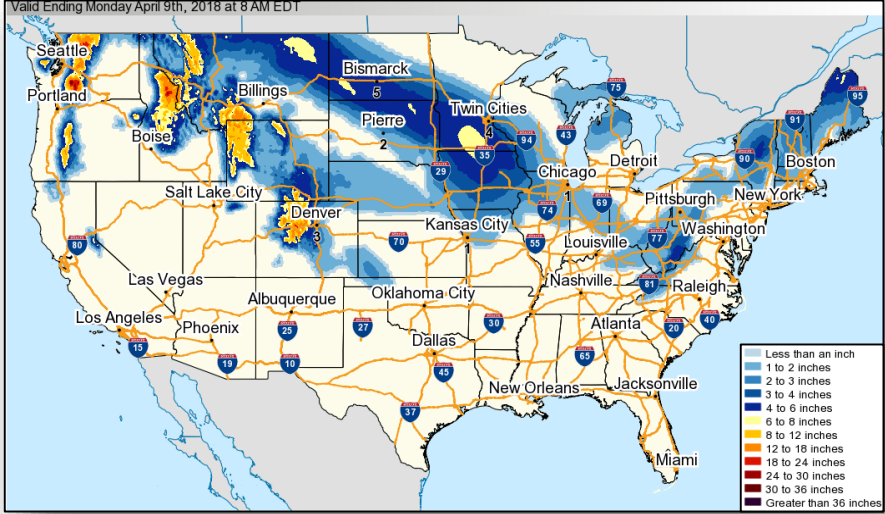 Valid Ending Monday April 9th, 2018 at 8 AM EDT
Seattle
75
Bismarck
Billings
5
95
Portland
Twin Cities
91
Pierre
4
94
43
Boise
2
35
90
Boston
29
Detroit
Chicago
Salt Lake City
1
69
Pittsburgh
New York
Denver
74
3
Kansas City
77
Washington
80
70
1
55
Louisville
Las Vegas
Nashville
81
Raleigh
Albuquerque
Oklahoma City
Los Angeles
Phoenix
25
27
30
Atlanta
20
40
15
Dallas
19
10
45
65
New Orleans
Jacksonville
37
Miami
Less than an inch
1 to 2 inches
2 to 3 inches
3 to 4 inches
4 to 6 inches
6 to 8 inches
8 to 12 inches
12 to 18 inches
18 to 24 inches
24 to 30 inches
30 to 36 inches
Greater than 36 inches